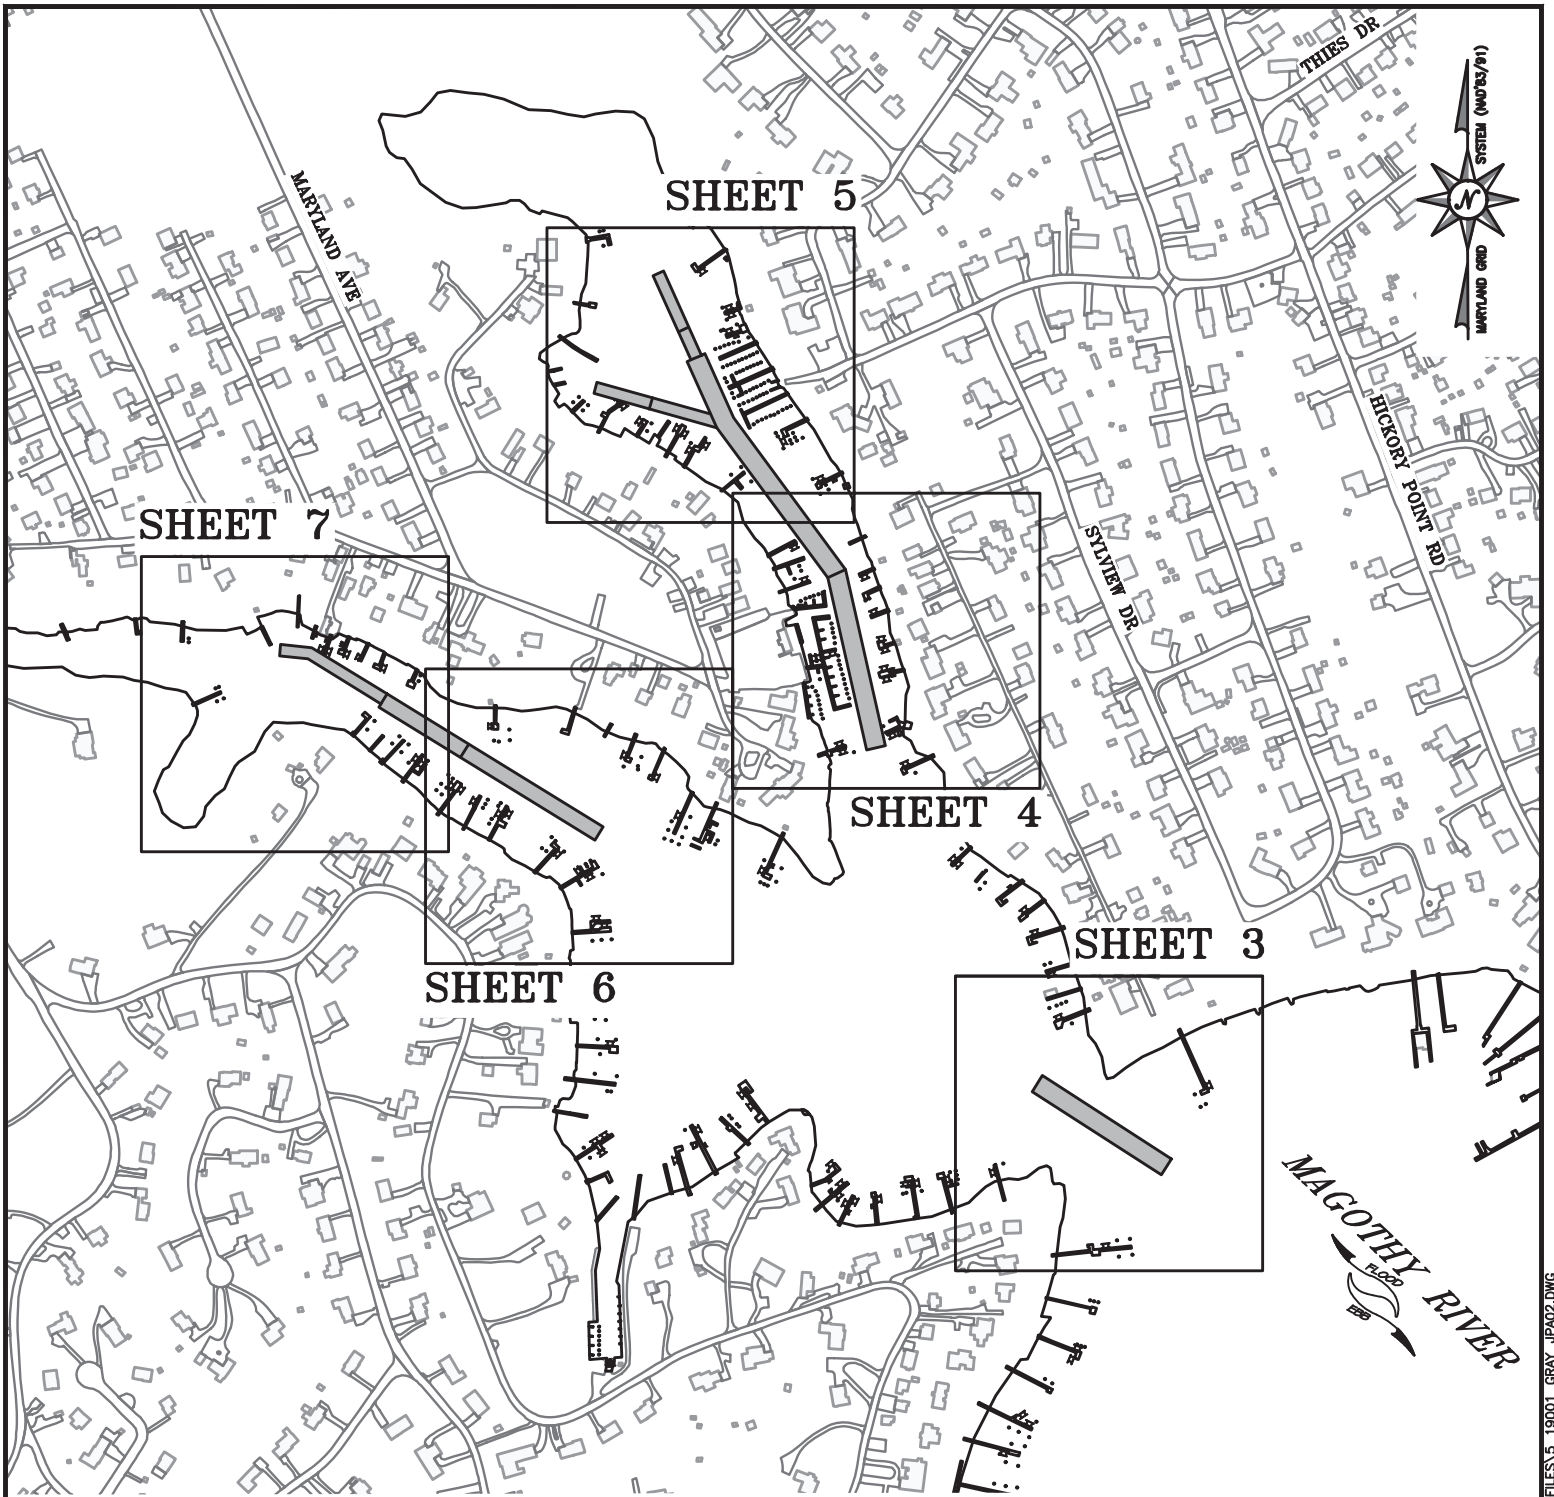 THIES DR
SYSTEM (NAD'83/91)
N
MARYLAND GRID
MARYLAND AVE
SHEET 5
HICKORY POINT RD
SHEET 7
SYLVIEW DR
SHEET 4
SHEET 3
SHEET 6
MAGOTHY RIVER
FLOOD
EBB
FILES\5_19001_GRAY_JPA02.DWG